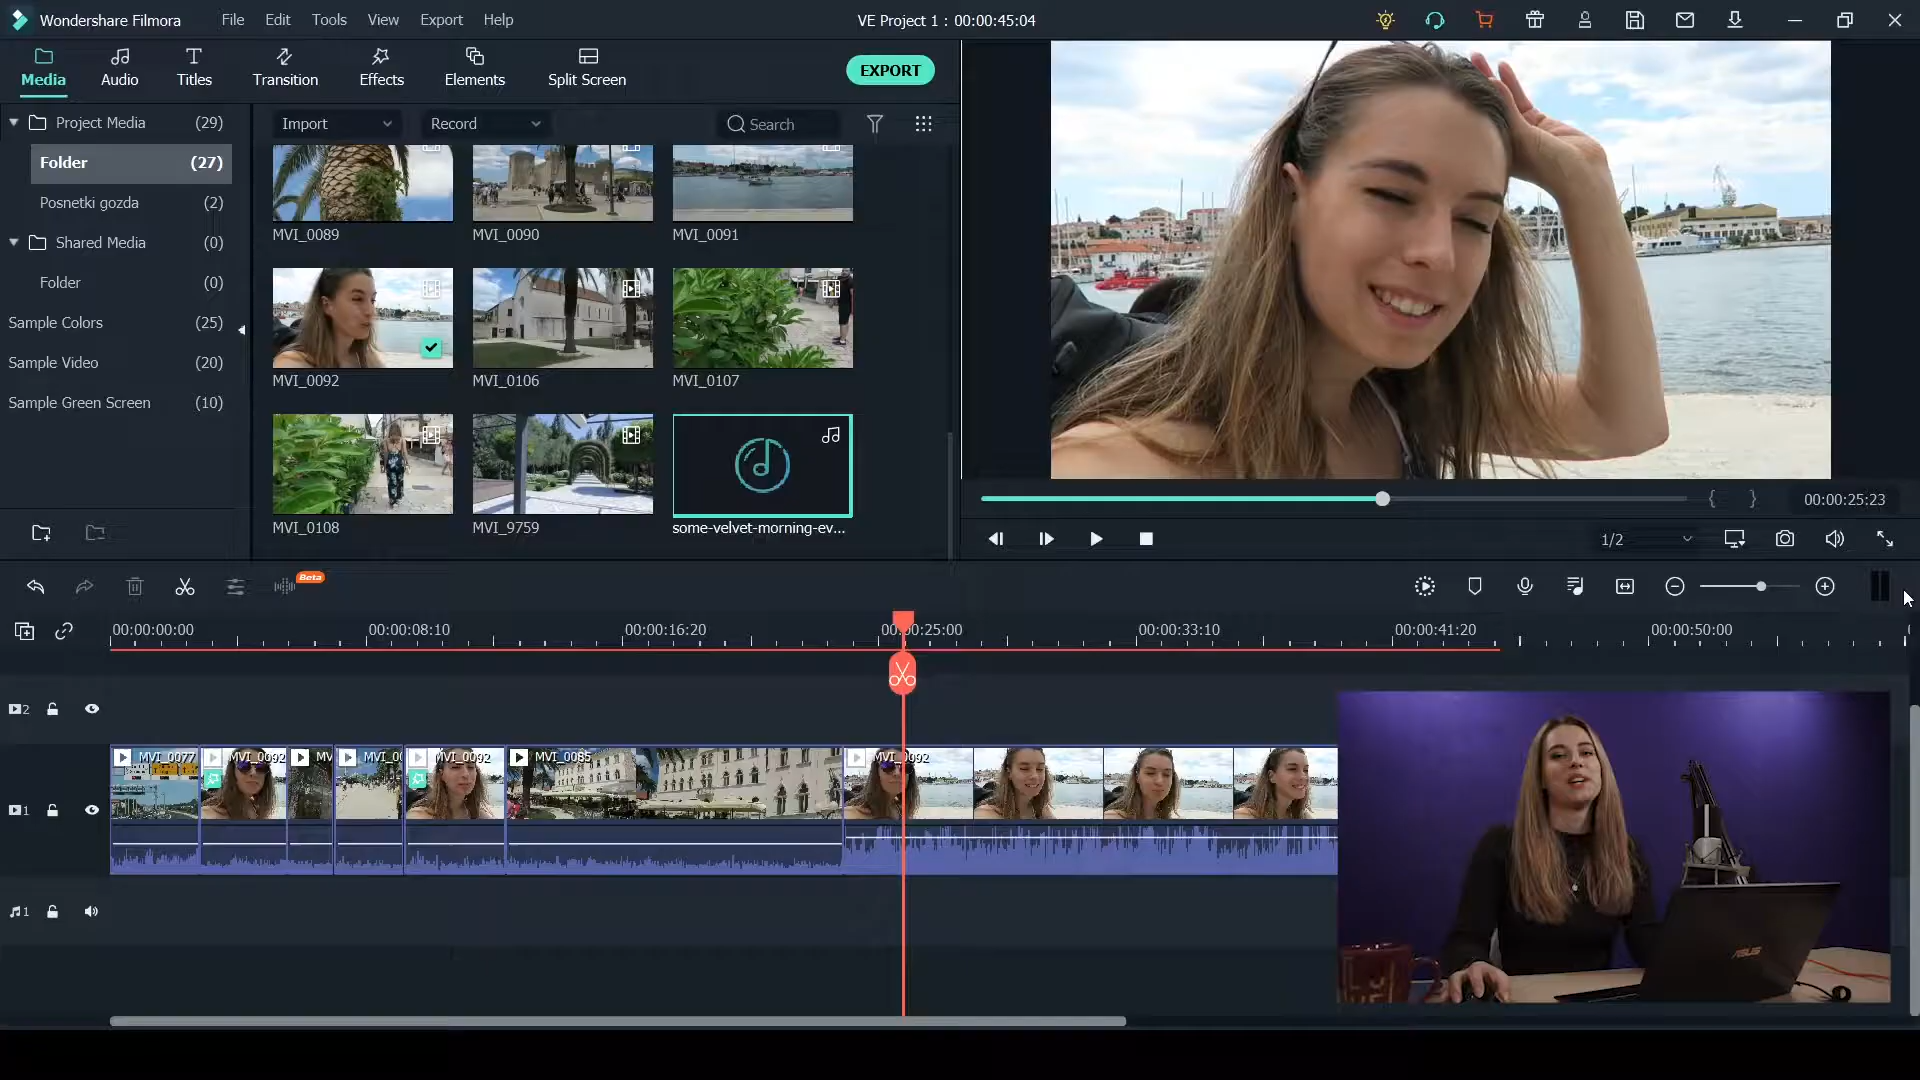 Wondershare Filmora File Edit Tools View Export Help VE Project 1 : 00:00:45:04
Media Audio Titles Transition Effects Elements Split Screen EXPORT
Project Media (29)
Folder (27)
Posnetki gozda (2)
Shared Media (0)
Folder (0)
Sample Colors (25)
Sample Video (20)
Sample Green Screen (10)
Import Record Search
MVI_0089 MVI_0090 MVI_0091
MVI_0092 MVI_0106 MVI_0107
MVI_0108 MVI_9759 some-velvet-morning-ev...
00:00:25:23
1/2
Beta
00:00:00:00 00:00:08:10 00:00:16:20 00:00:25:00 00:00:33:10 00:00:41:20 00:00:50:00
2
MVI_0077 MVI_0092 MV MVI_00 MVI_0092 MVI_0085 MVI_0092
1
1
ASUS